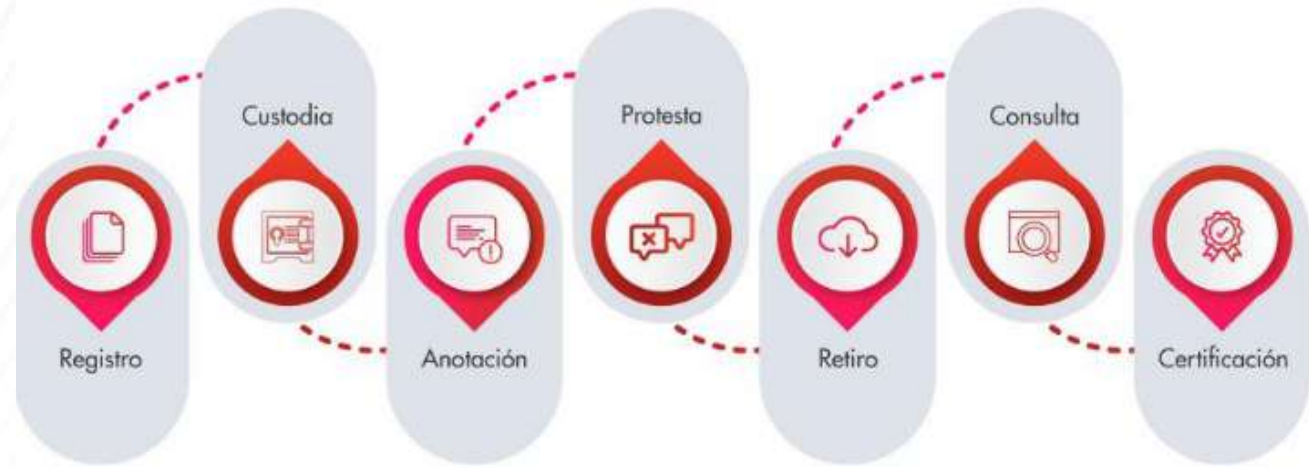 Registro
Custodia
Anotación
Protesta
Retiro
Consulta
Certificación